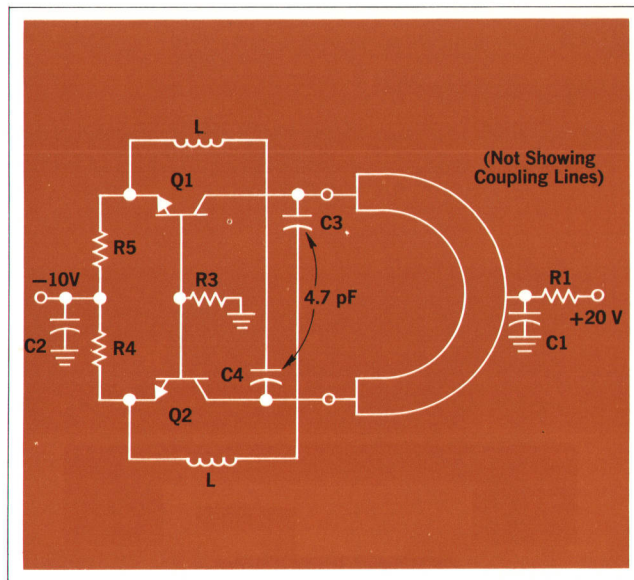 L
(Not Showing
Coupling Lines)
Q1
C3
R5
R3
R1
−10V
4.7 pF
+20 V
C2
R4
C4
C1
Q2
L